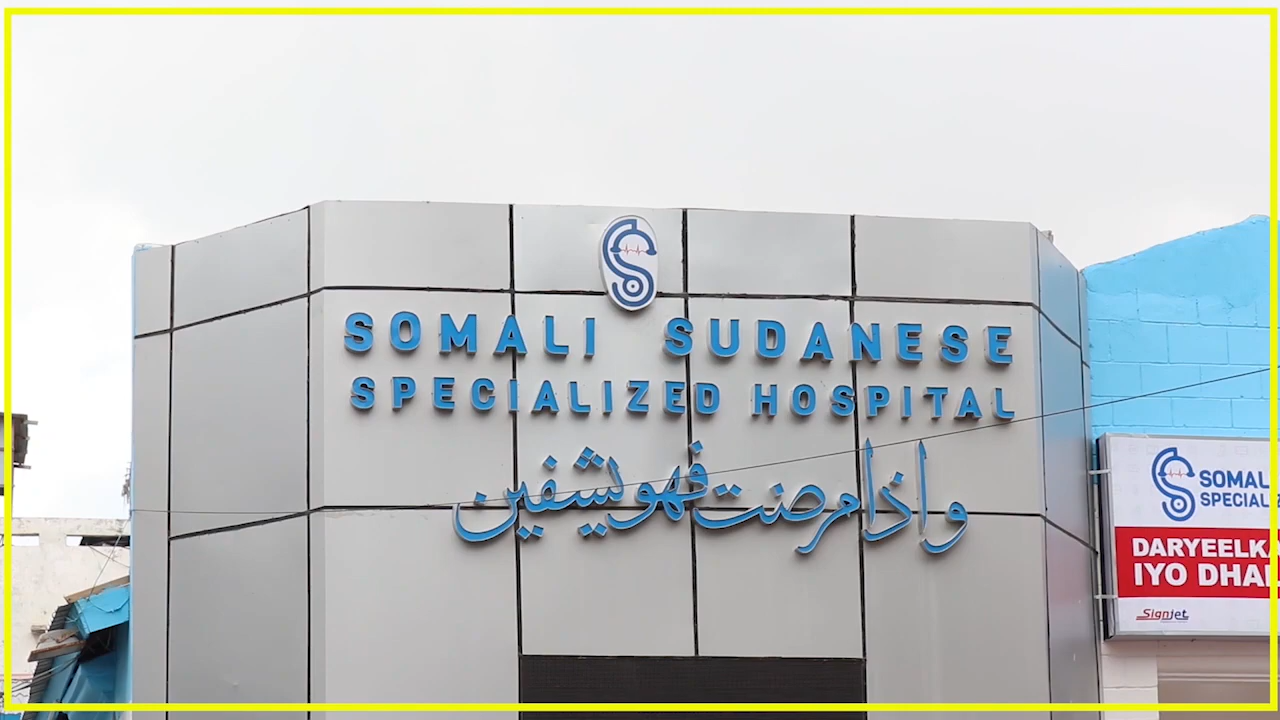 SOMALI SUDANESE
SPECIALIZED HOSPITAL
واذا مرضت فهو يشفين
SOMAL
SPECIAL
DARYEELKA
IYO DHA
Signjet